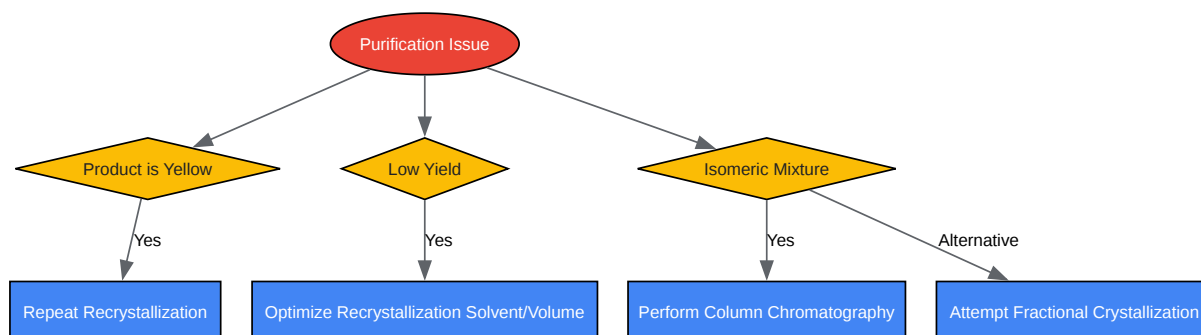 Purification Issue
Product is Yellow
Low Yield
Isomeric Mixture
Yes
Yes
Yes
Alternative
Repeat Recrystallization
Optimize Recrystallization Solvent/Volume
Perform Column Chromatography
Attempt Fractional Crystallization